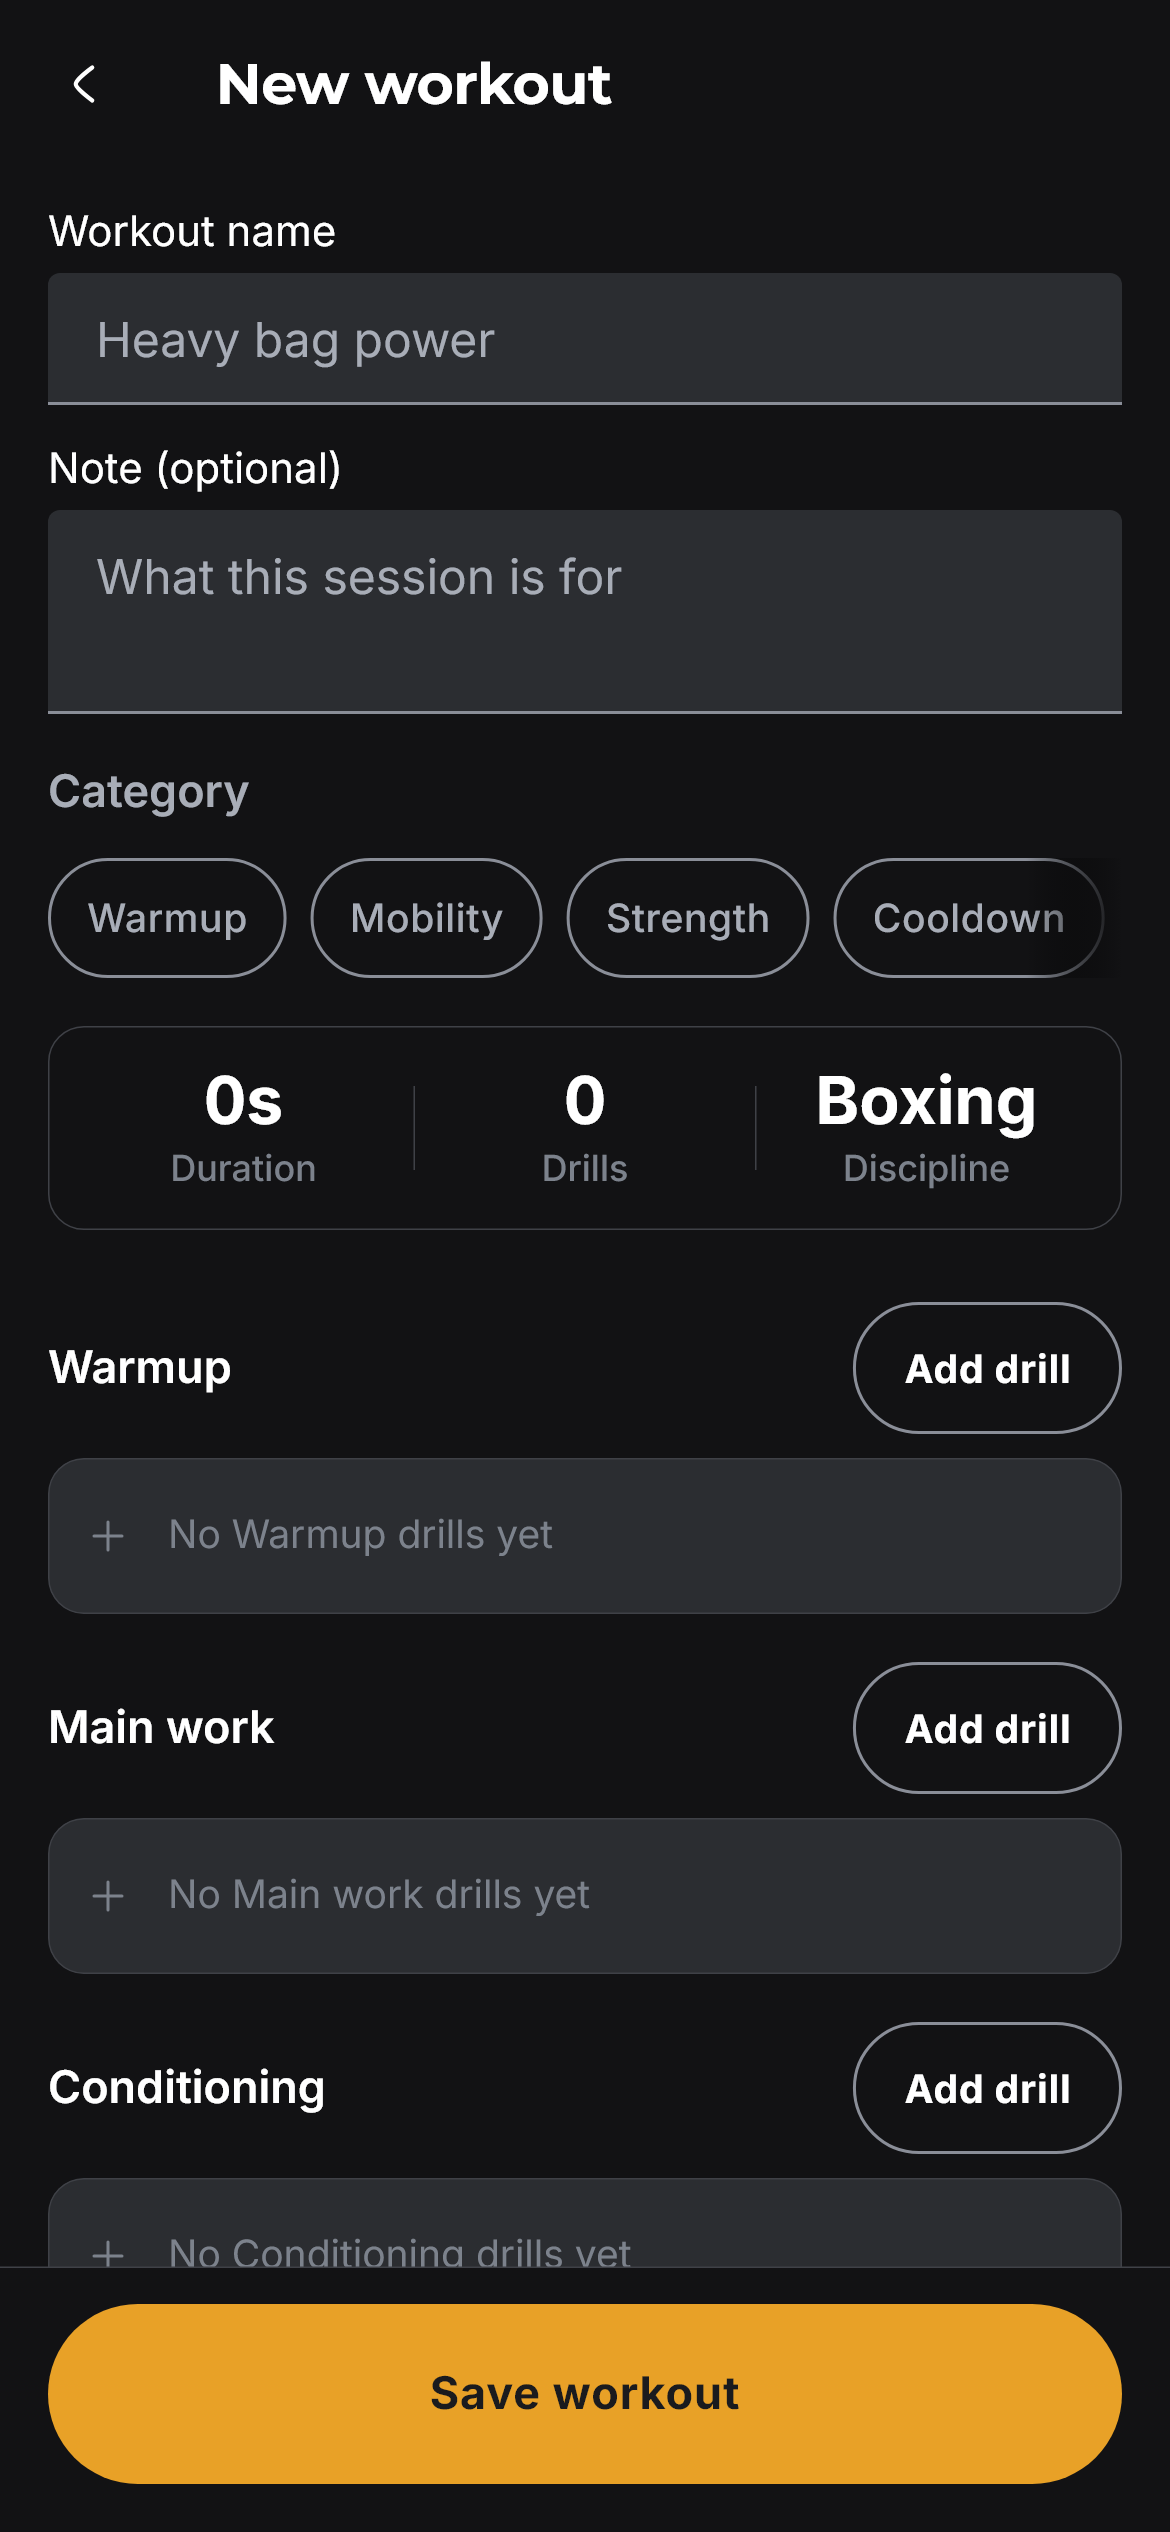 New workout
Workout name
Heavy bag power
Note (optional)
What this session is for
Category
Warmup Mobility Strength Cooldown
0s 0 Boxing
Duration Drills Discipline
Warmup Add drill
No Warmup drills yet
Main work Add drill
No Main work drills yet
Conditioning Add drill
No Conditioning drills yet
Save workout